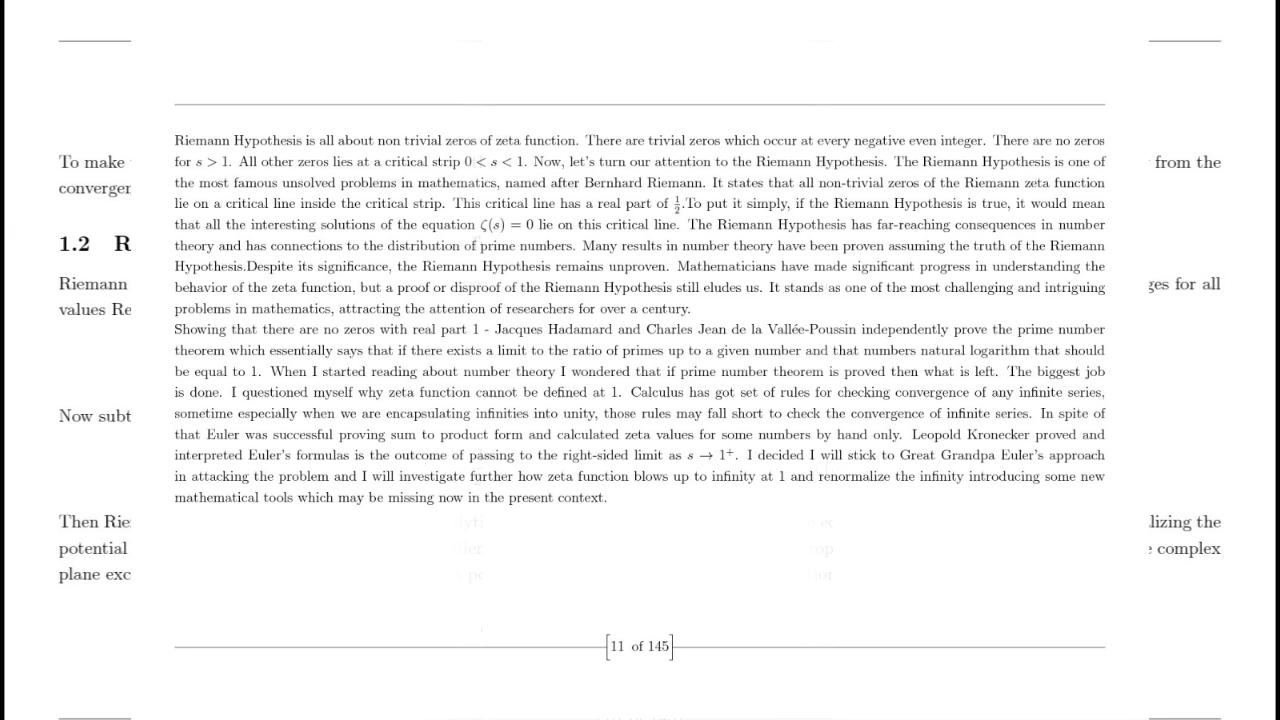 Riemann Hypothesis is all about non trivial zeros of zeta function. There are trivial zeros which occur at every negative even integer. There are no zeros
for s > 1. All other zeros lies at a critical strip 0 < s < 1. Now, let's turn our attention to the Riemann Hypothesis. The Riemann Hypothesis is one of
To make
from the
the most famous unsolved problems in mathematics, named after Bernhard Riemann. It states that all non-trivial zeros of the Riemann zeta function
lie on a critical line inside the critical strip. This critical line has a real part of ½.To put it simply, if the Riemann Hypothesis is true, it would mean
that all the interesting solutions of the equation ζ(s) = 0 lie on this critical line. The Riemann Hypothesis has far-reaching consequences in number
1.2 R
theory and has connections to the distribution of prime numbers. Many results in number theory have been proven assuming the truth of the Riemann
Hypothesis.Despite its significance, the Riemann Hypothesis remains unproven. Mathematicians have made significant progress in understanding the
behavior of the zeta function, but a proof or disproof of the Riemann Hypothesis still eludes us. It stands as one of the most challenging and intriguing
Riemann
ges for all
problems in mathematics, attracting the attention of researchers for over a century.
values Re
Showing that there are no zeros with real part 1 - Jacques Hadamard and Charles Jean de la Vallée-Poussin independently prove the prime number
theorem which essentially says that if there exists a limit to the ratio of primes up to a given number and that numbers natural logarithm that should
be equal to 1. When I started reading about number theory I wondered that if prime number theorem is proved then what is left. The biggest job
is done. I questioned myself why zeta function cannot be defined at 1. Calculus has got set of rules for checking convergence of any infinite series,
sometime especially when we are encapsulating infinities into unity, those rules may fall short to check the convergence of infinite series. In spite of
Now subt
that Euler was successful proving sum to product form and calculated zeta values for some numbers by hand only. Leopold Kronecker proved and
interpreted Euler's formulas is the outcome of passing to the right-sided limit as s → 1⁺. I decided I will stick to Great Grandpa Euler's approach
in attacking the problem and I will investigate further how zeta function blows up to infinity at 1 and renormalize the infinity introducing some new
mathematical tools which may be missing now in the present context.
Then Rie
lizing the
potential
complex
plane exc
11 of 145